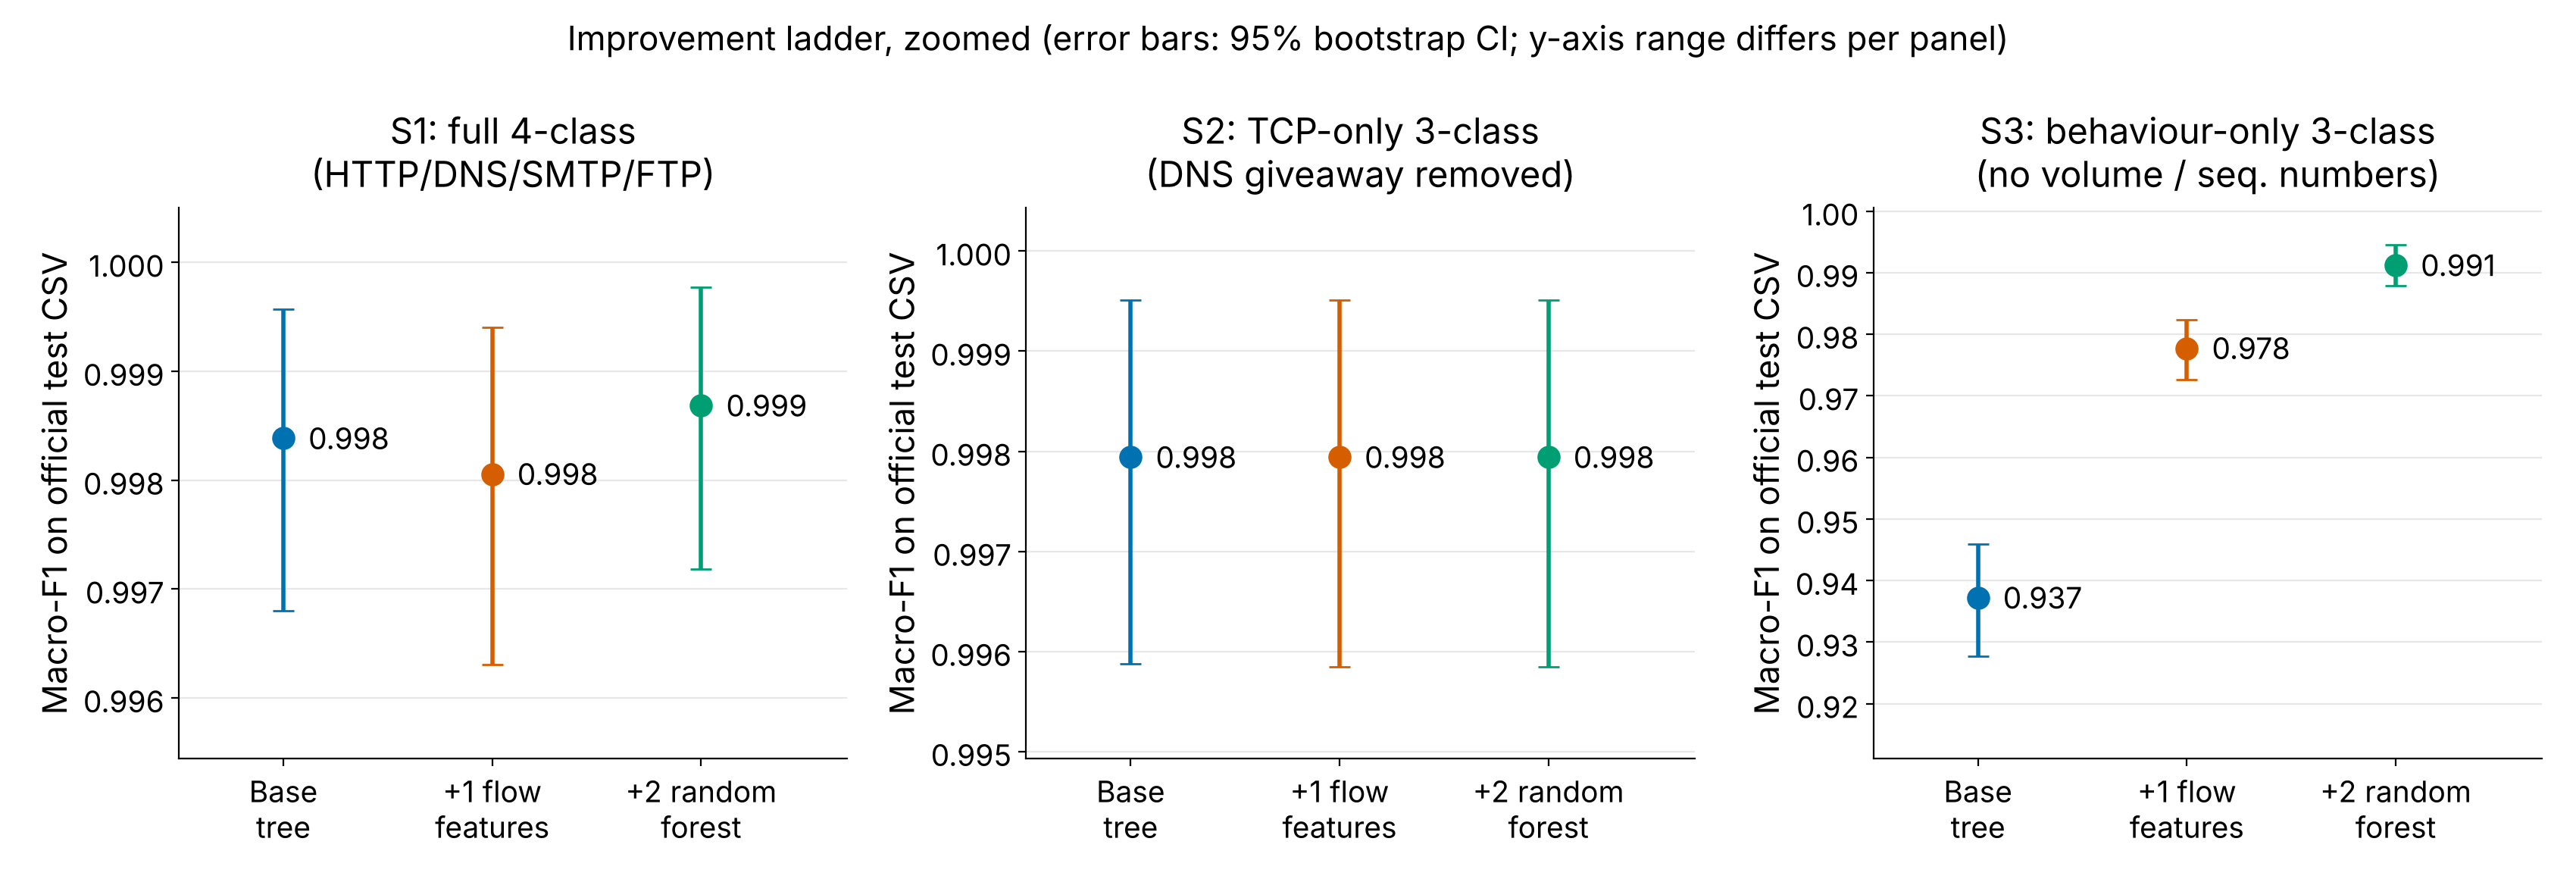 Improvement ladder, zoomed (error bars: 95% bootstrap CI; y-axis range differs per panel)
S1: full 4-class
(HTTP/DNS/SMTP/FTP)
Macro-F1 on official test CSV
1.000
0.999
0.998
0.997
0.996
0.998
0.998
0.999
Base
tree
+1 flow
features
+2 random
forest
S2: TCP-only 3-class
(DNS giveaway removed)
Macro-F1 on official test CSV
1.000
0.999
0.998
0.997
0.996
0.995
0.998
0.998
0.998
Base
tree
+1 flow
features
+2 random
forest
S3: behaviour-only 3-class
(no volume / seq. numbers)
Macro-F1 on official test CSV
1.00
0.99
0.98
0.97
0.96
0.95
0.94
0.93
0.92
0.937
0.978
0.991
Base
tree
+1 flow
features
+2 random
forest